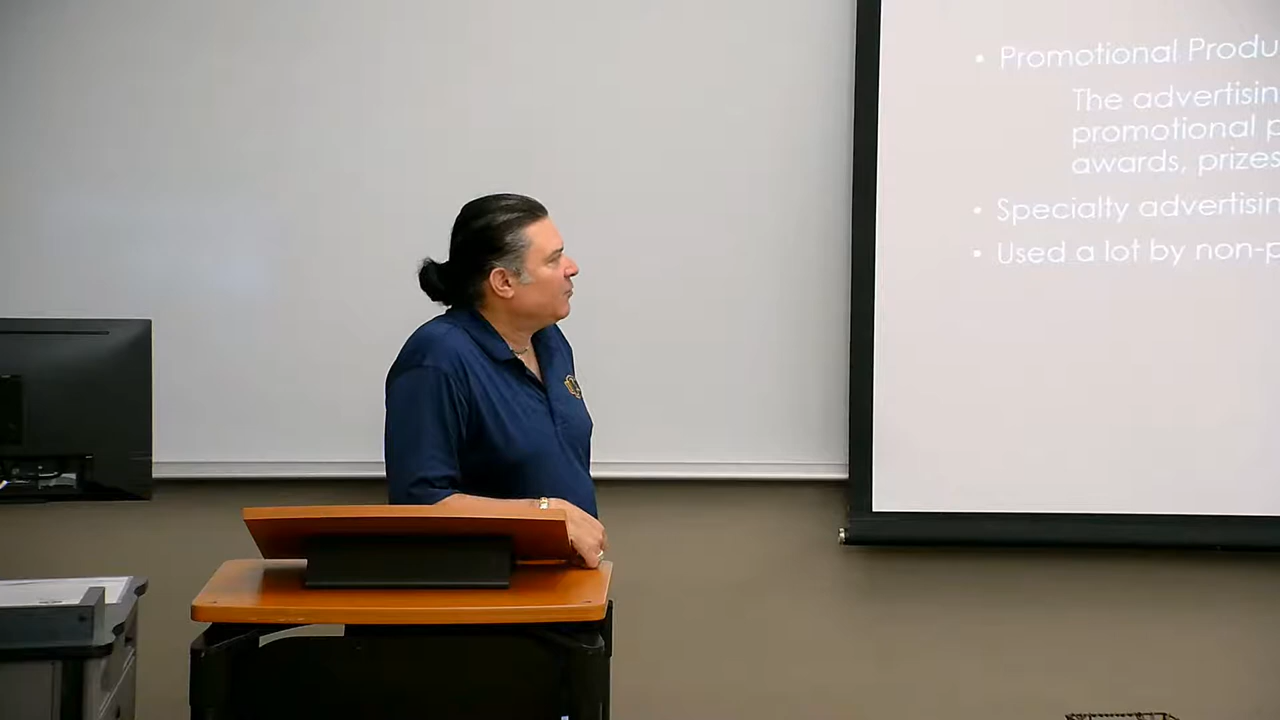 • Promotional Produ
The advertisin
promotional p
awards, prizes
• Specialty advertisin
• Used a lot by non-p